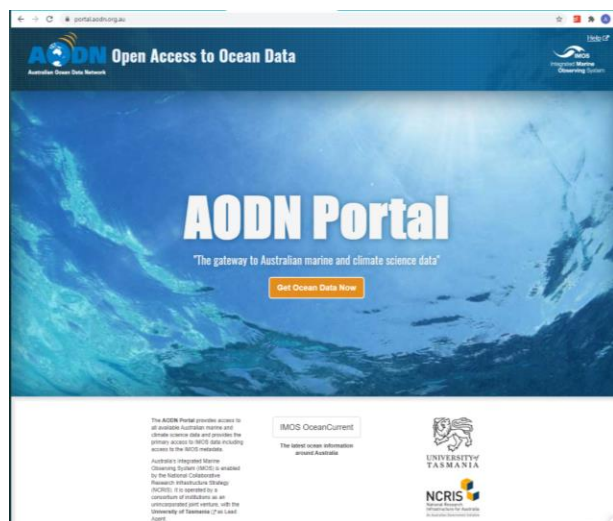 portal.aodn.org.au
Help
AODN
Australian Ocean Data Network
Open Access to Ocean Data
IMOS
Integrated Marine
Observing System
AODN Portal
"The gateway to Australian marine and climate science data"
Get Ocean Data Now
The AODN Portal provides access to
all available Australian marine and
climate science data and provides the
primary access to IMOS data including
access to the IMOS metadata.
Australia's Integrated Marine
Observing System (IMOS) is enabled
by the National Collaborative
Research Infrastructure Strategy
(NCRIS). It is operated by a
consortium of institutions as an
unincorporated joint venture, with the
University of Tasmania as Lead
Agent.
IMOS OceanCurrent
The latest ocean information
around Australia
UNIVERSITY of
TASMANIA
NCRIS
National Research
Infrastructure for Australia
An Australian Government Initiative